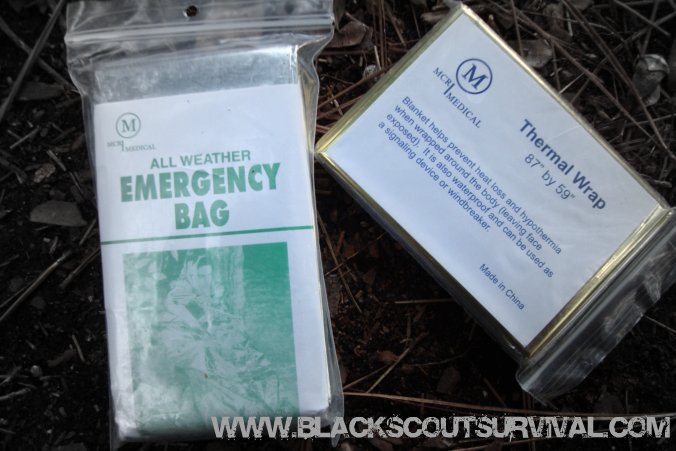 M
MCR MEDICAL
ALL WEATHER
EMERGENCY
BAG
M
MCR MEDICAL
Thermal Wrap
87" by 59"
Blanket helps prevent heat loss and hypothermia
when wrapped around the body (leaving face
exposed). It is also waterproof and can be used as
a signaling device or windbreaker.
Made in China
WWW.BLACKSCOUTSURVIVAL.COM